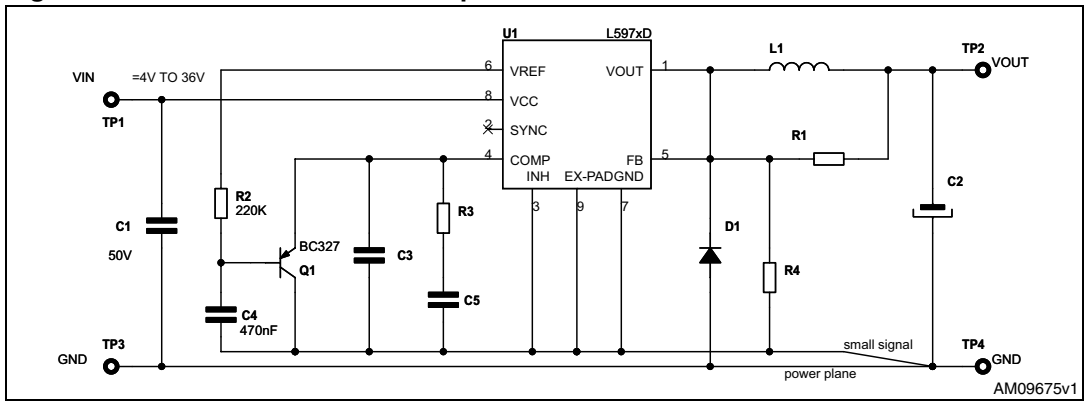 U1
L597xD
L1
TP2
VOUT
VIN
=4V TO 36V
6
VREF
VOUT
1
8
VCC
TP1
2
SYNC
R1
4
COMP
FB
5
INH
EX-PAD
GND
R2
220K
R3
3
9
7
C2
C1
50V
BC327
Q1
C3
D1
R4
C5
C4
470nF
TP3
GND
small signal
TP4
GND
power plane
AM09675v1